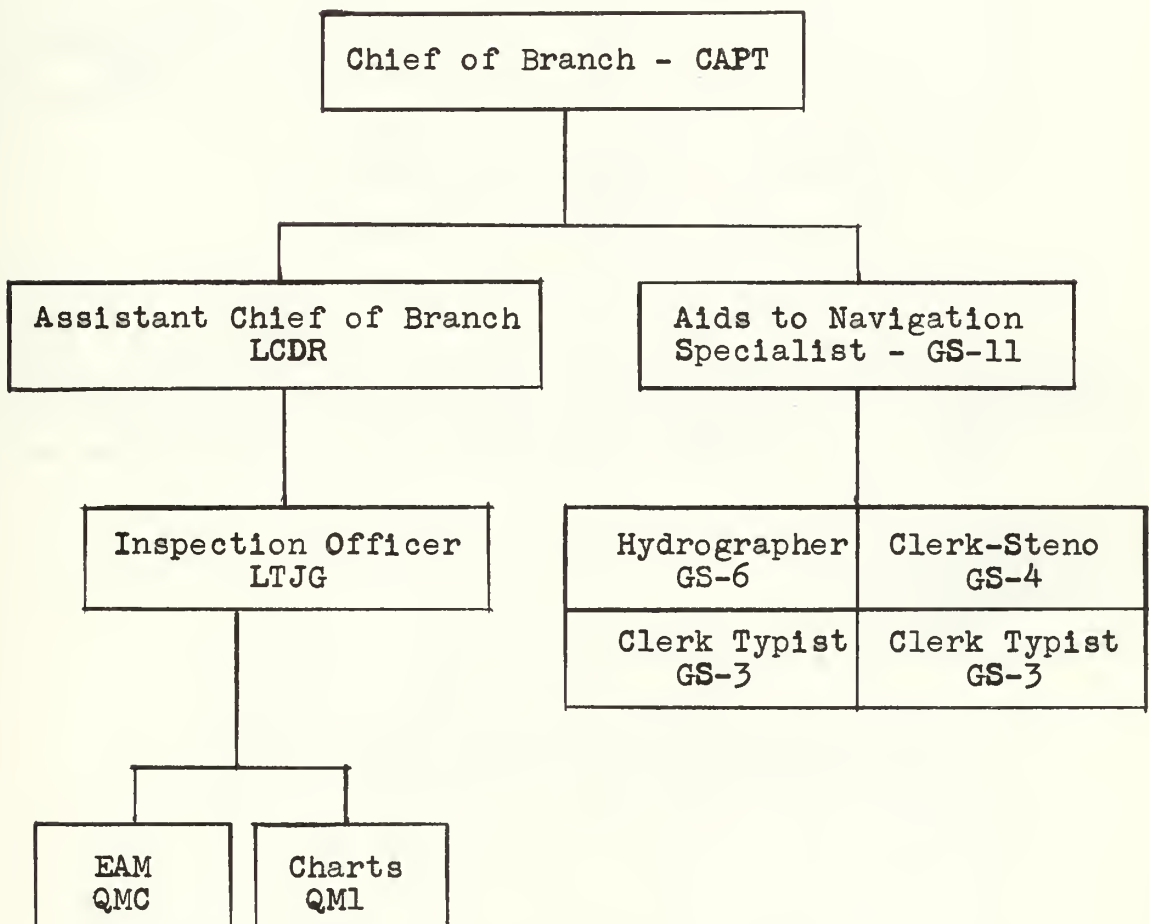 Chief of Branch - CAPT
Assistant Chief of Branch
LCDR
Aids to Navigation
Specialist - GS-11
Inspection Officer
LTJG
Hydrographer
GS-6
Clerk-Steno
GS-4
Clerk Typist
GS-3
Clerk Typist
GS-3
EAM
QMC
Charts
QM1